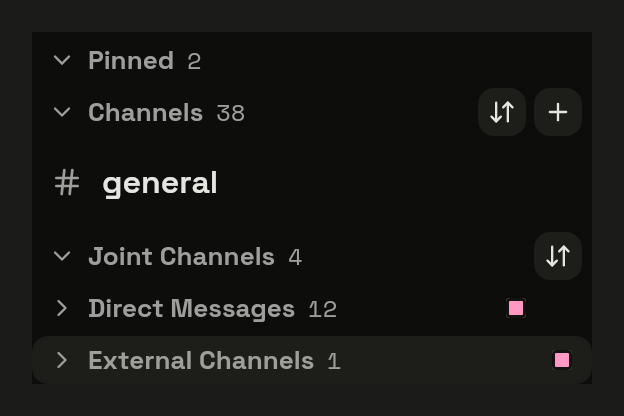 Pinned 2
Channels 38
# general
Joint Channels 4
Direct Messages 12
External Channels 1